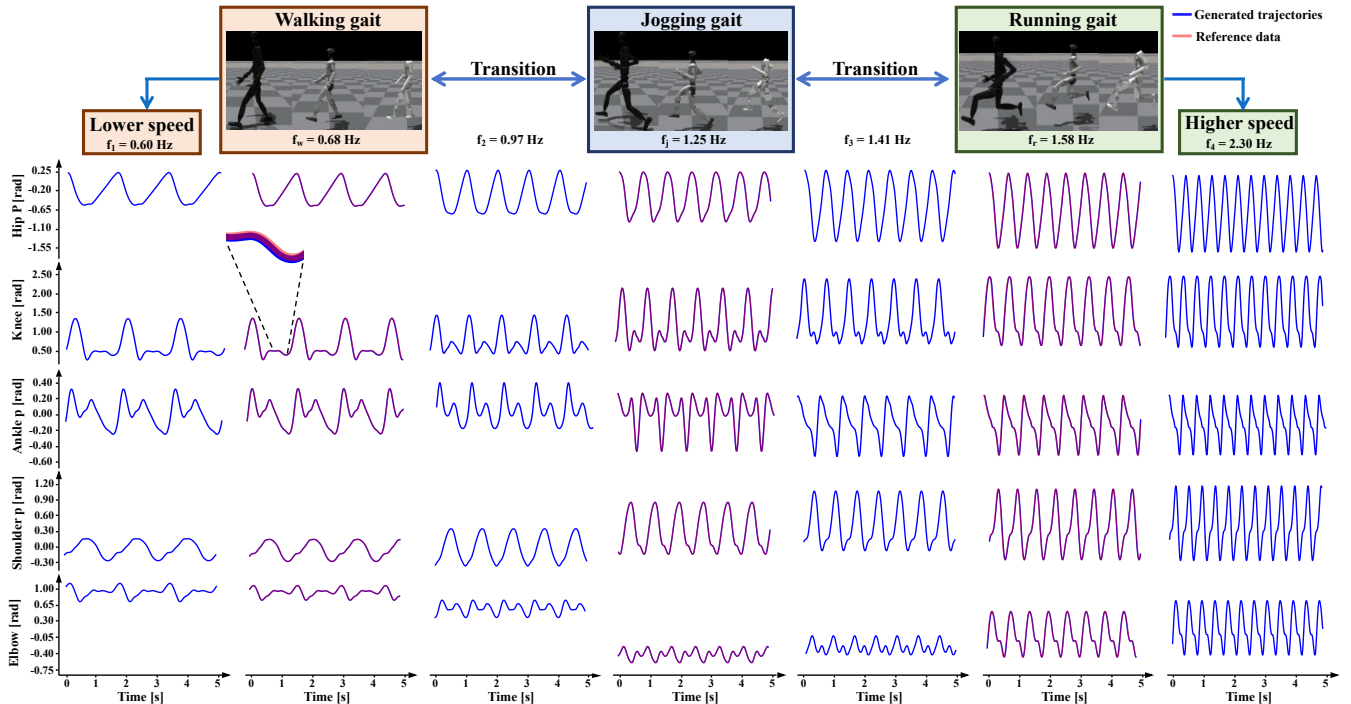 Walking gait
Jogging gait
Running gait
Generated trajectories
Reference data
Transition
Transition
Lower speed
f₁ = 0.60 Hz
f_w = 0.68 Hz
f₂ = 0.97 Hz
f_j = 1.25 Hz
f₃ = 1.41 Hz
f_r = 1.58 Hz
Higher speed
f₄ = 2.30 Hz
Hip P [rad]
0.25
-0.20
-0.65
-1.10
-1.55
Knee [rad]
2.50
2.00
1.50
1.00
0.50
Ankle p [rad]
0.40
0.20
0.00
-0.20
-0.40
-0.60
Shoulder p [rad]
1.20
0.90
0.60
0.30
0.00
-0.30
Elbow [rad]
1.00
0.65
0.30
-0.05
-0.40
-0.75
0 1 2 3 4 5
0 1 2 3 4 5
0 1 2 3 4 5
0 1 2 3 4 5
0 1 2 3 4 5
0 1 2 3 4 5
0 1 2 3 4 5
Time [s]
Time [s]
Time [s]
Time [s]
Time [s]
Time [s]
Time [s]